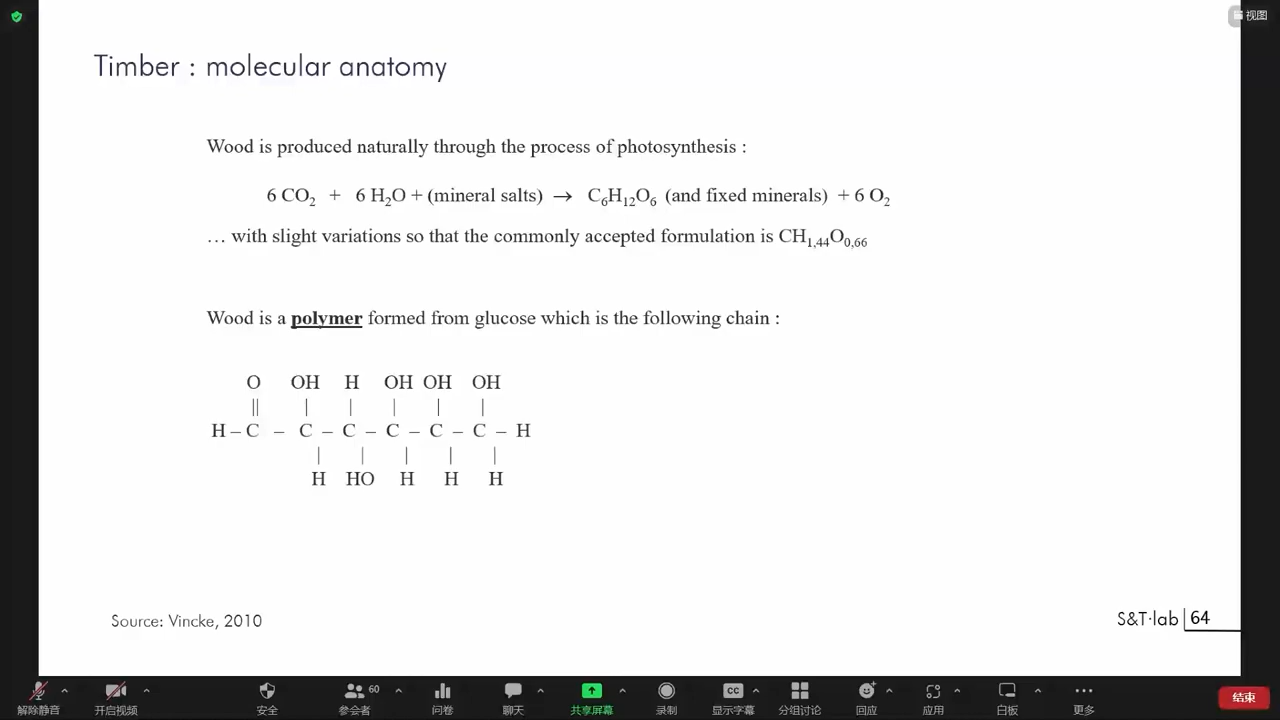 视图
Timber : molecular anatomy
Wood is produced naturally through the process of photosynthesis :
6 CO₂ + 6 H₂O + (mineral salts) → C₆H₁₂O₆ (and fixed minerals) + 6 O₂
… with slight variations so that the commonly accepted formulation is CH₁,₄₄O₀,₆₆
Wood is a polymer formed from glucose which is the following chain :
O OH H OH OH OH
|| | | | | |
H – C – C – C – C – C – C – H
| | | | |
H HO H H H
Source: Vincke, 2010
S&T·lab 64
60
解除静音 开启视频 安全 参会者 问卷 聊天 共享屏幕 录制 CC 显示字幕 分组讨论 回应 应用 白板 更多 结束